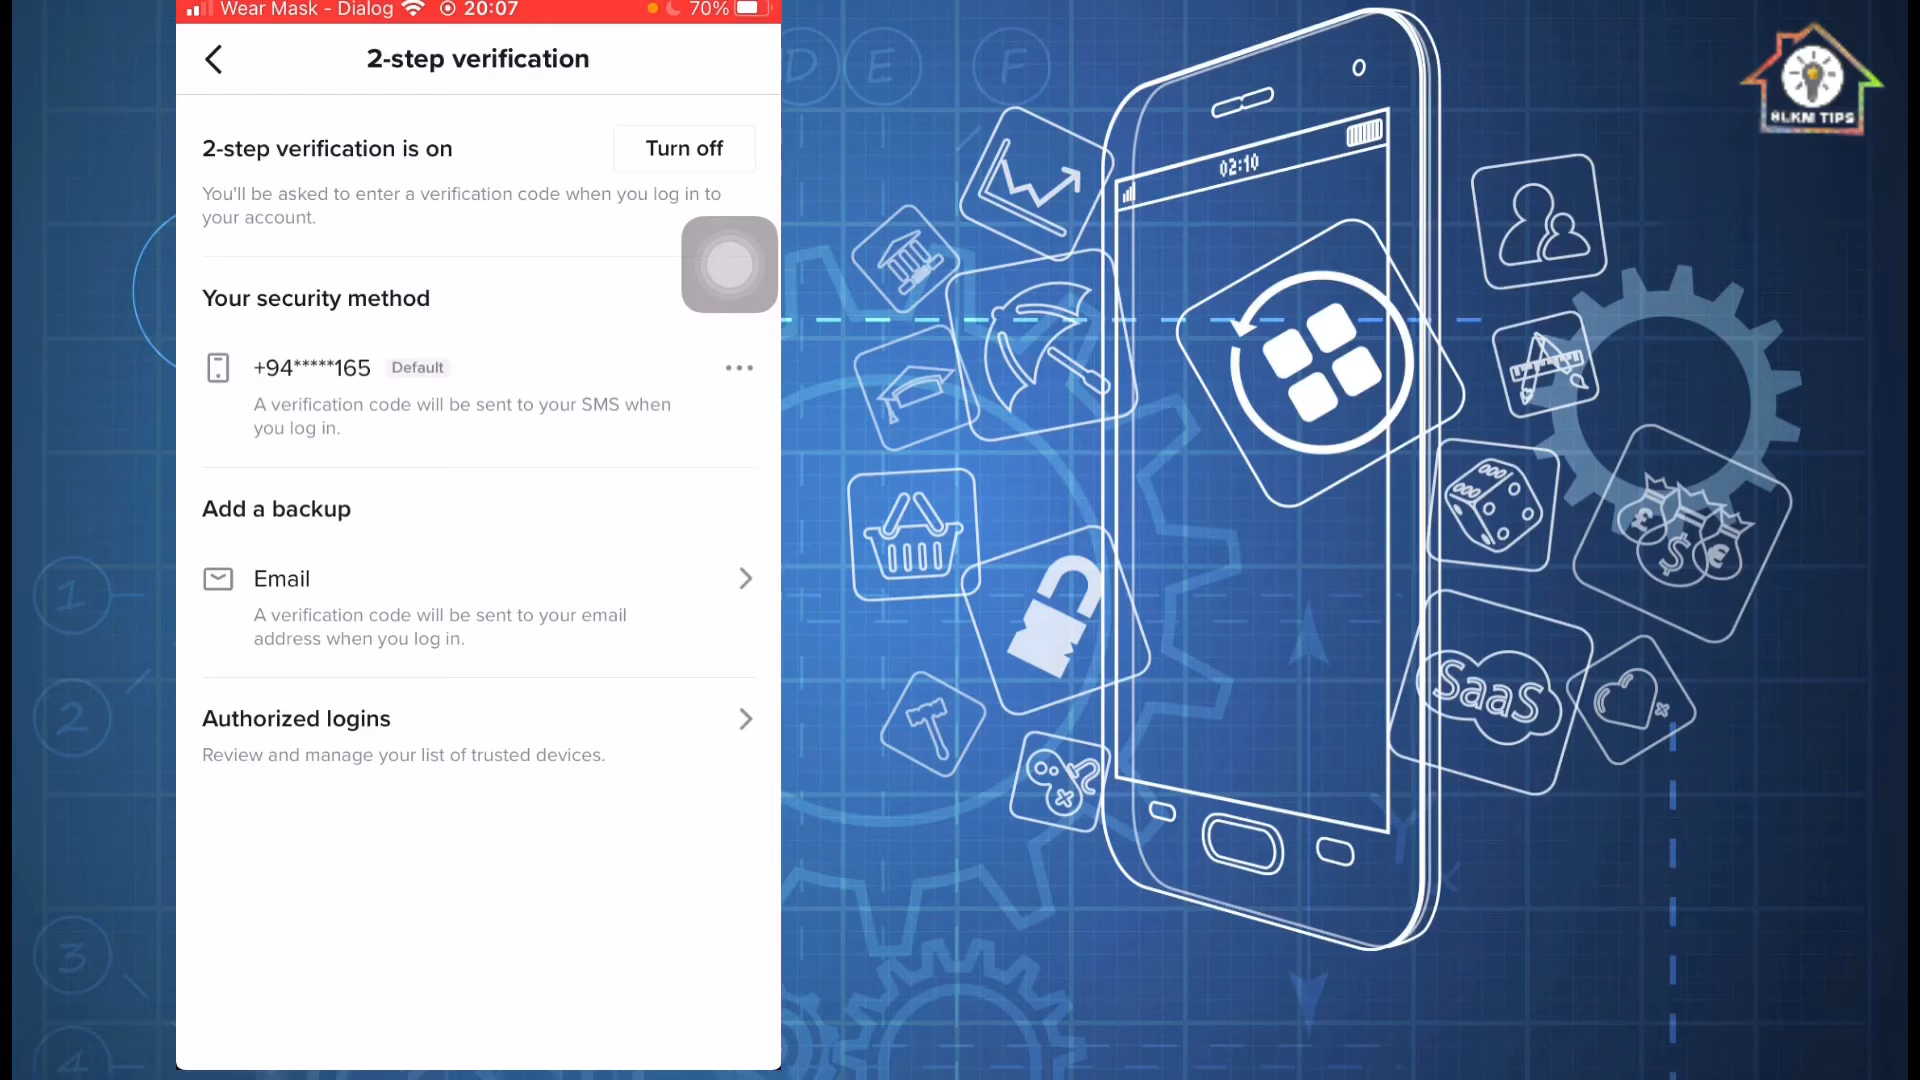 Wear Mask - Dialog 20:07 70%
2-step verification
2-step verification is on
Turn off
You'll be asked to enter a verification code when you log in to
your account.
Your security method
+94*****165 Default
A verification code will be sent to your SMS when
you log in.
Add a backup
Email
A verification code will be sent to your email
address when you log in.
Authorized logins
Review and manage your list of trusted devices.
D E F
02:10
SaaS
1
2
3
4
8LKM TIPS